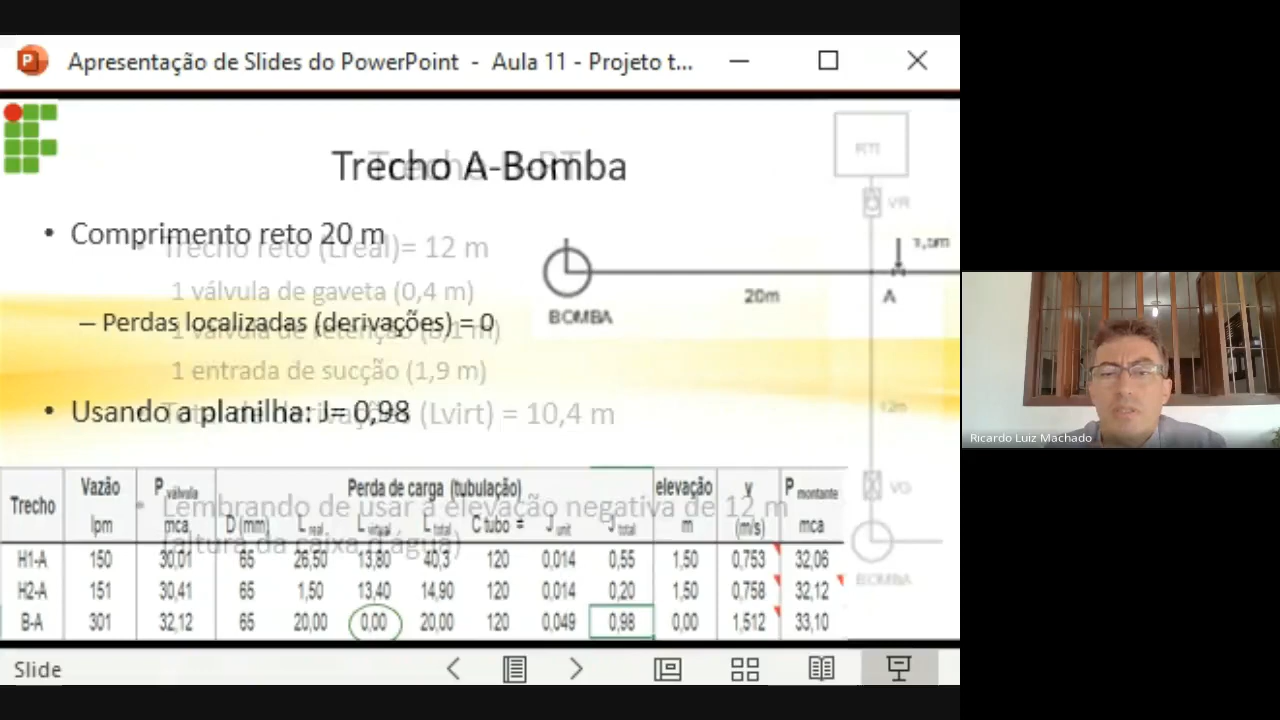 Apresentação de Slides do PowerPoint - Aula 11 - Projeto t...
Trecho A-Bomba
RTI
VR
• Comprimento reto 20 m
Trecho reto (Lreal)= 12 m
1,5m
20m
A
BOMBA
1 válvula de gaveta (0,4 m)
– Perdas localizadas (derivações) = 0
1 válvula de retenção
1 entrada de sucção (1,9 m)
• Usando a planilha: J= 0,98
(Lvirt) = 10,4 m
12m
VG
BOMBA
Lembrando de usar a elevação negativa de 12 m
(altura da caixa d'água)
Trecho Vazão P válvula Perda de carga (tubulação) elevação v P montante
lpm mca D (mm) L real L virtual L total C tubo = J unit J total m (m/s) mca
H1-A 150 30,01 65 26,50 13,80 40,3 120 0,014 0,55 1,50 0,753 32,06
H2-A 151 30,41 65 1,50 13,40 14,90 120 0,014 0,20 1,50 0,758 32,12
B-A 301 32,12 65 20,00 0,00 20,00 120 0,049 0,98 0,00 1,512 33,10
Slide
Ricardo Luiz Machado